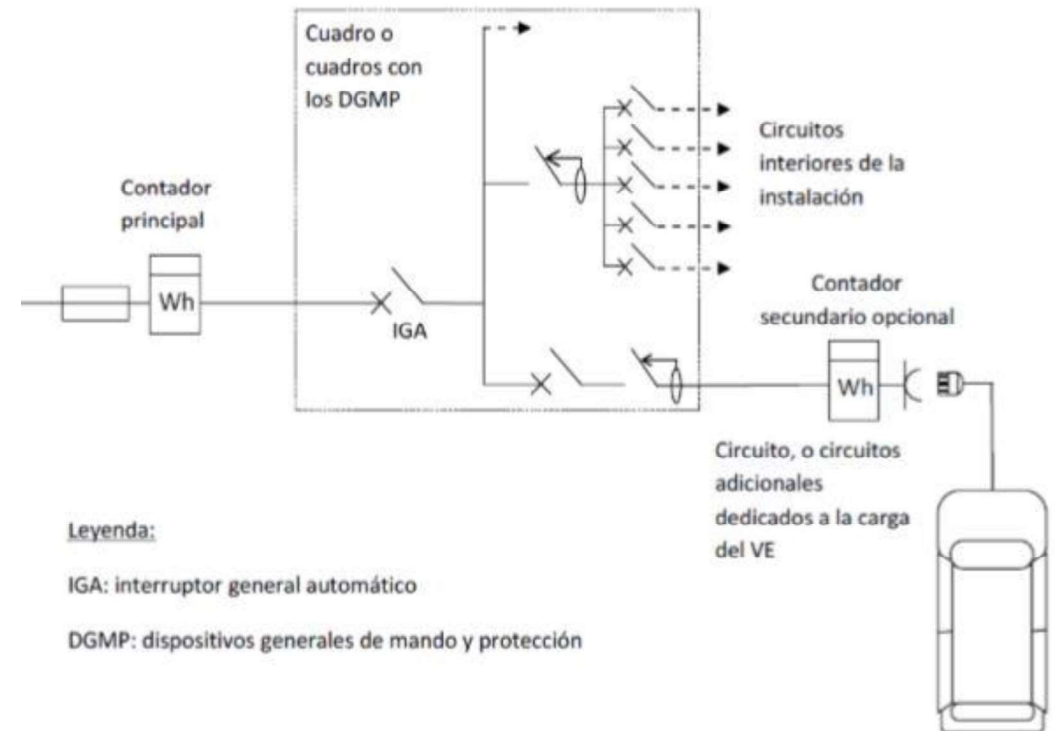 Cuadro o
cuadros con
los DGMP
Circuitos
interiores de la
instalación
Contador
principal
Wh
IGA
Contador
secundario opcional
Wh
Circuito, o circuitos
adicionales
dedicados a la carga
del VE
Leyenda:
IGA: interruptor general automático
DGMP: dispositivos generales de mando y protección